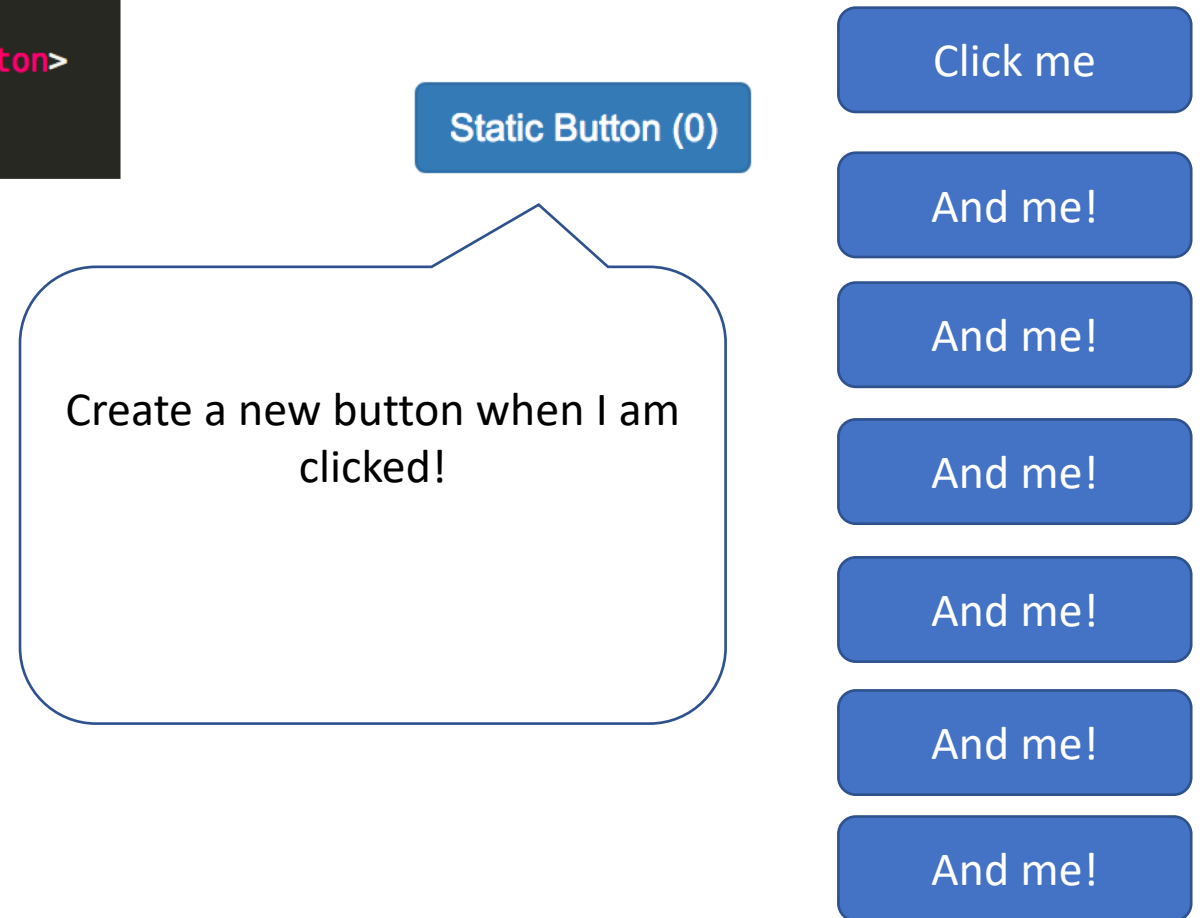 ton>
Static Button (0)
Create a new button when I am
clicked!
Click me
And me!
And me!
And me!
And me!
And me!
And me!